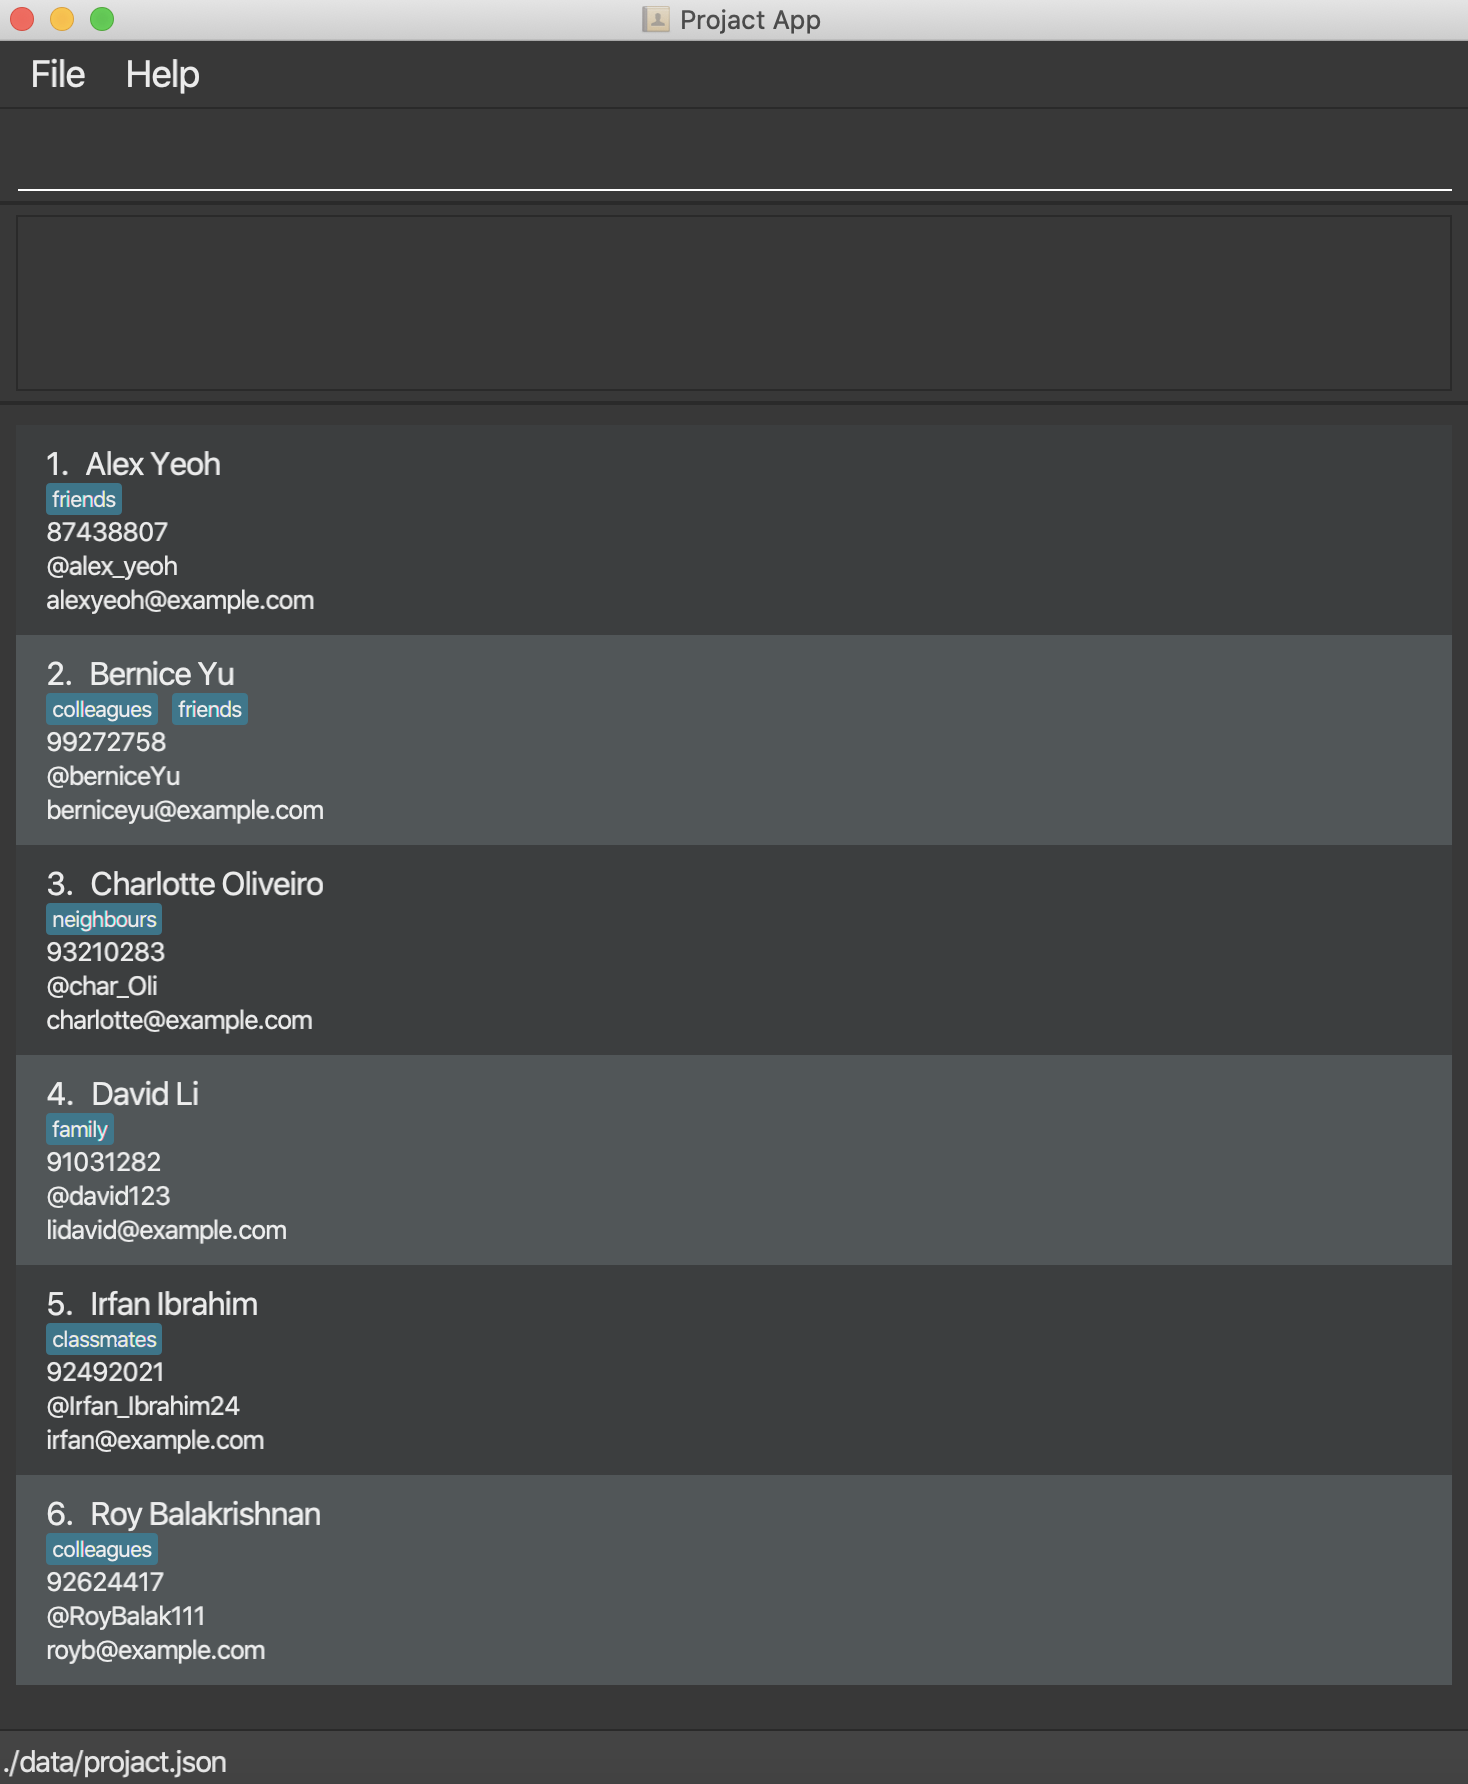 Projact App
File Help
1. Alex Yeoh
friends
87438807
@alex_yeoh
alexyeoh@example.com
2. Bernice Yu
colleagues friends
99272758
@berniceYu
berniceyu@example.com
3. Charlotte Oliveiro
neighbours
93210283
@char_Oli
charlotte@example.com
4. David Li
family
91031282
@david123
lidavid@example.com
5. Irfan Ibrahim
classmates
92492021
@Irfan_Ibrahim24
irfan@example.com
6. Roy Balakrishnan
colleagues
92624417
@RoyBalak111
royb@example.com
./data/projact.json